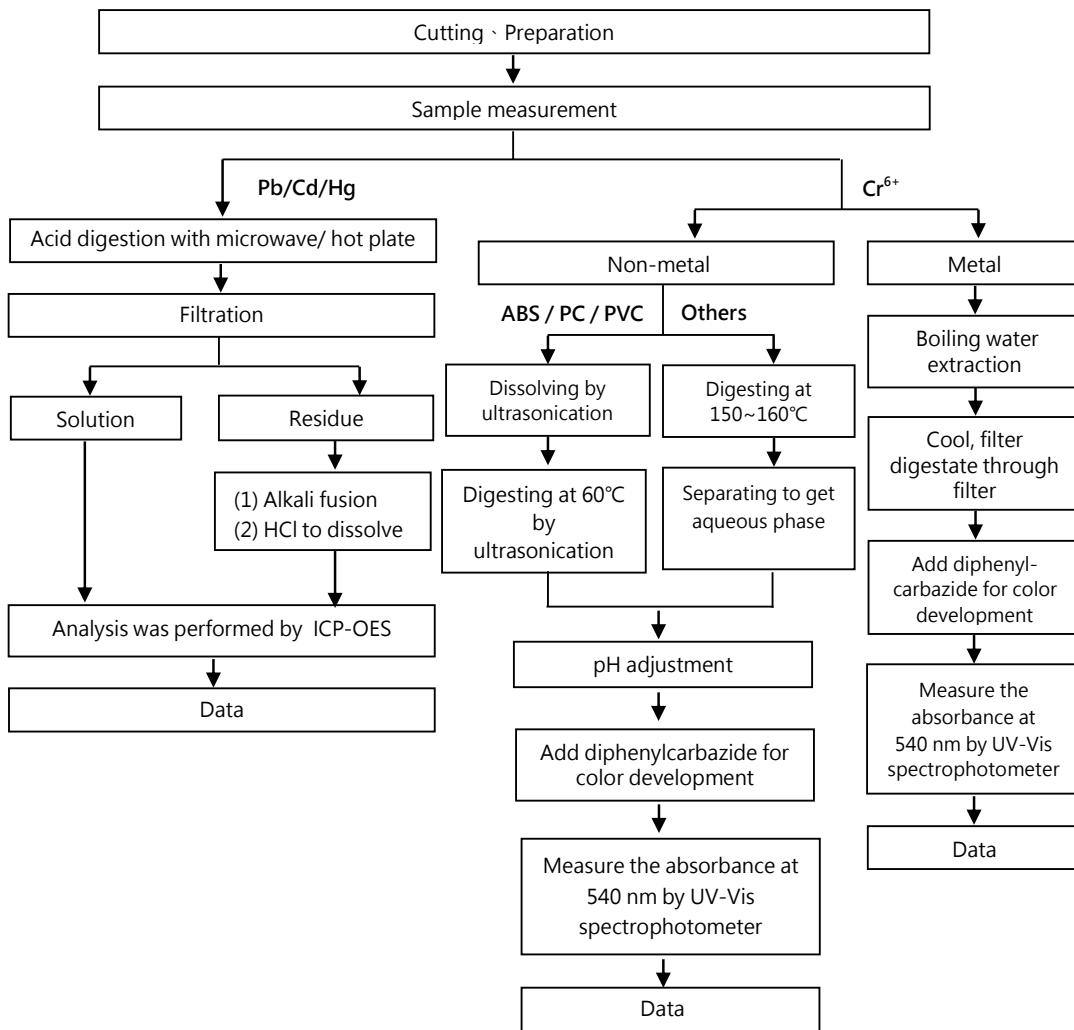 Cutting、Preparation
Sample measurement
Pb/Cd/Hg
Acid digestion with microwave/ hot plate
Filtration
Solution
Residue
(1) Alkali fusion
(2) HCl to dissolve
Analysis was performed by ICP-OES
Data
Cr⁶⁺
Non-metal
ABS / PC / PVC
Others
Dissolving by
ultrasonication
Digesting at 60℃
by
ultrasonication
Digesting at
150~160℃
Separating to get
aqueous phase
pH adjustment
Add diphenylcarbazide for
color development
Measure the absorbance at
540 nm by UV-Vis
spectrophotometer
Data
Metal
Boiling water
extraction
Cool, filter
digestate through
filter
Add diphenyl-
carbazide for color
development
Measure the
absorbance at
540 nm by UV-Vis
spectrophotometer
Data